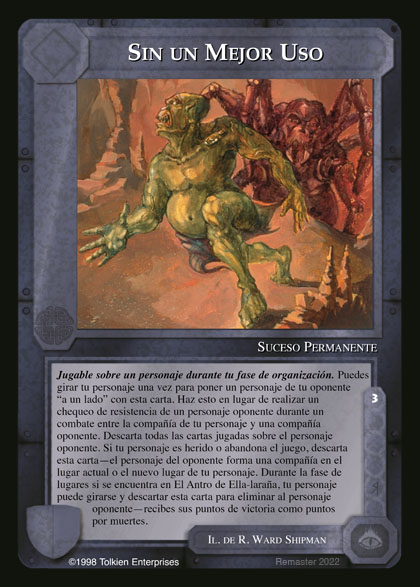 Sin un Mejor Uso
Suceso Permanente
Jugable sobre un personaje durante tu fase de organización. Puedes
girar tu personaje una vez para poner un personaje de tu oponente
“a un lado” con esta carta. Haz esto en lugar de realizar un
chequeo de resistencia de un personaje oponente durante un
combate entre la compañía de tu personaje y una compañía
oponente. Descarta todas las cartas jugadas sobre el personaje
oponente. Si tu personaje es herido o abandona el juego, descarta
esta carta—el personaje del oponente forma una compañía en el
lugar actual o el nuevo lugar de tu personaje. Durante la fase de
lugares si se encuentra en El Antro de Ella-laraña, tu personaje
puede girarse y descartar esta carta para eliminar al personaje
oponente—recibes sus puntos de victoria como puntos
por muertes.
3
Il. de R. Ward Shipman
©1998 Tolkien Enterprises
Remaster 2022